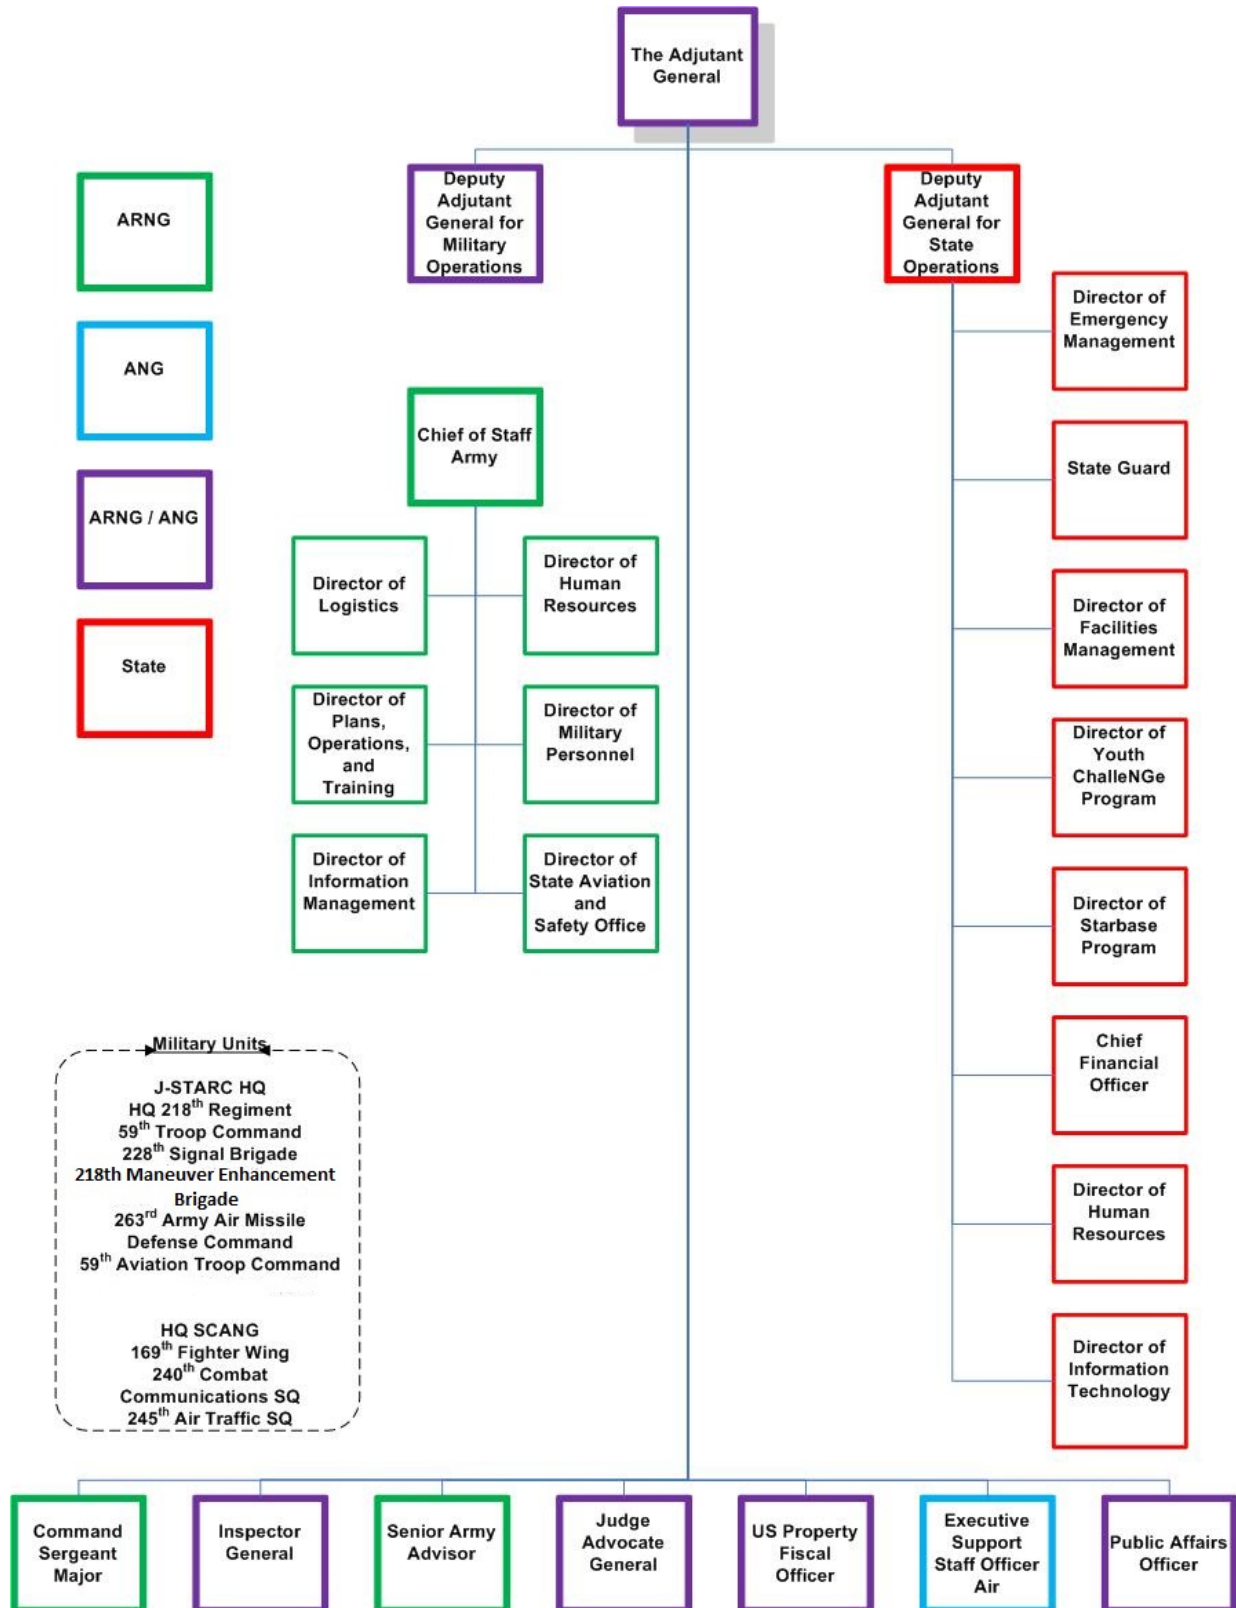 The Adjutant
General
Deputy
Adjutant
General for
Military
Operations
Deputy
Adjutant
General for
State
Operations
ARNG
ANG
ARNG / ANG
State
Chief of Staff
Army
Director of
Logistics
Director of
Human
Resources
Director of
Plans,
Operations,
and
Training
Director of
Military
Personnel
Director of
Information
Management
Director of
State Aviation
and
Safety Office
Director of
Emergency
Management
State Guard
Director of
Facilities
Management
Director of
Youth
ChalleNGe
Program
Director of
Starbase
Program
Chief
Financial
Officer
Director of
Human
Resources
Director of
Information
Technology
Military Units
J-STARC HQ
HQ 218th Regiment
59th Troop Command
228th Signal Brigade
218th Maneuver Enhancement
Brigade
263rd Army Air Missile
Defense Command
59th Aviation Troop Command
HQ SCANG
169th Fighter Wing
240th Combat
Communications SQ
245th Air Traffic SQ
Command
Sergeant
Major
Inspector
General
Senior Army
Advisor
Judge
Advocate
General
US Property
Fiscal
Officer
Executive
Support
Staff Officer
Air
Public Affairs
Officer